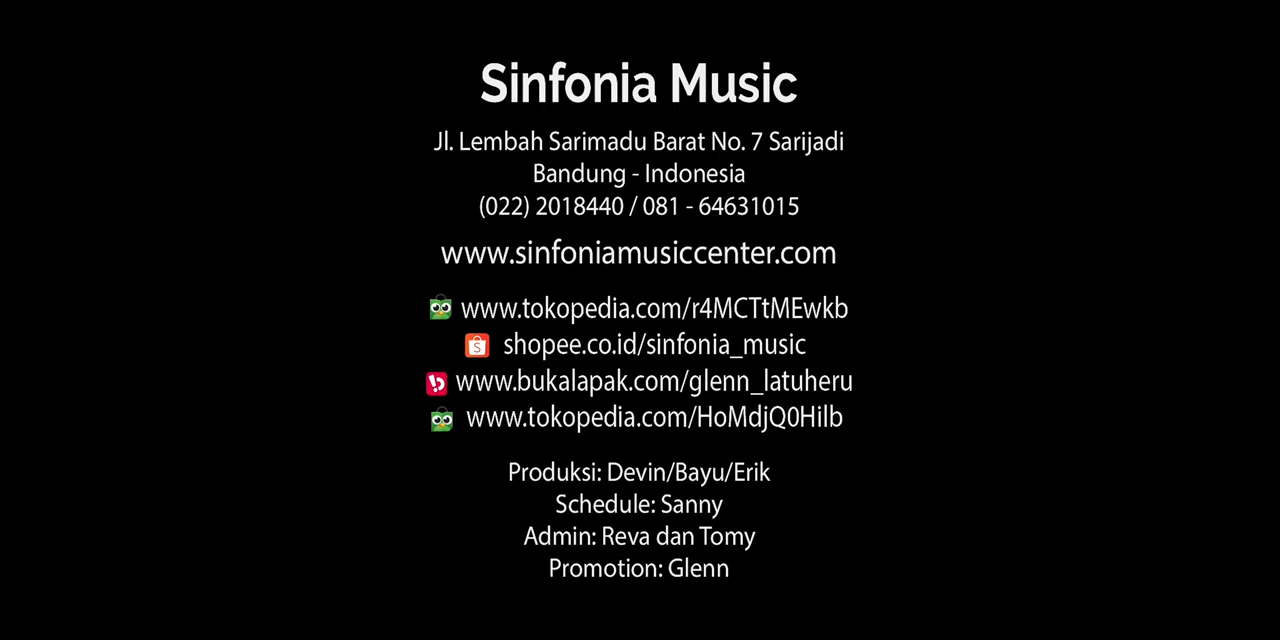 Sinfonia Music
Jl. Lembah Sarimadu Barat No. 7 Sarijadi
Bandung - Indonesia
(022) 2018440 / 081 - 64631015
www.sinfoniamusiccenter.com
www.tokopedia.com/r4MCTtMEwkb
shopee.co.id/sinfonia_music
www.bukalapak.com/glenn_latuheru
www.tokopedia.com/HoMdjQ0Hilb
Produksi: Devin/Bayu/Erik
Schedule: Sanny
Admin: Reva dan Tomy
Promotion: Glenn